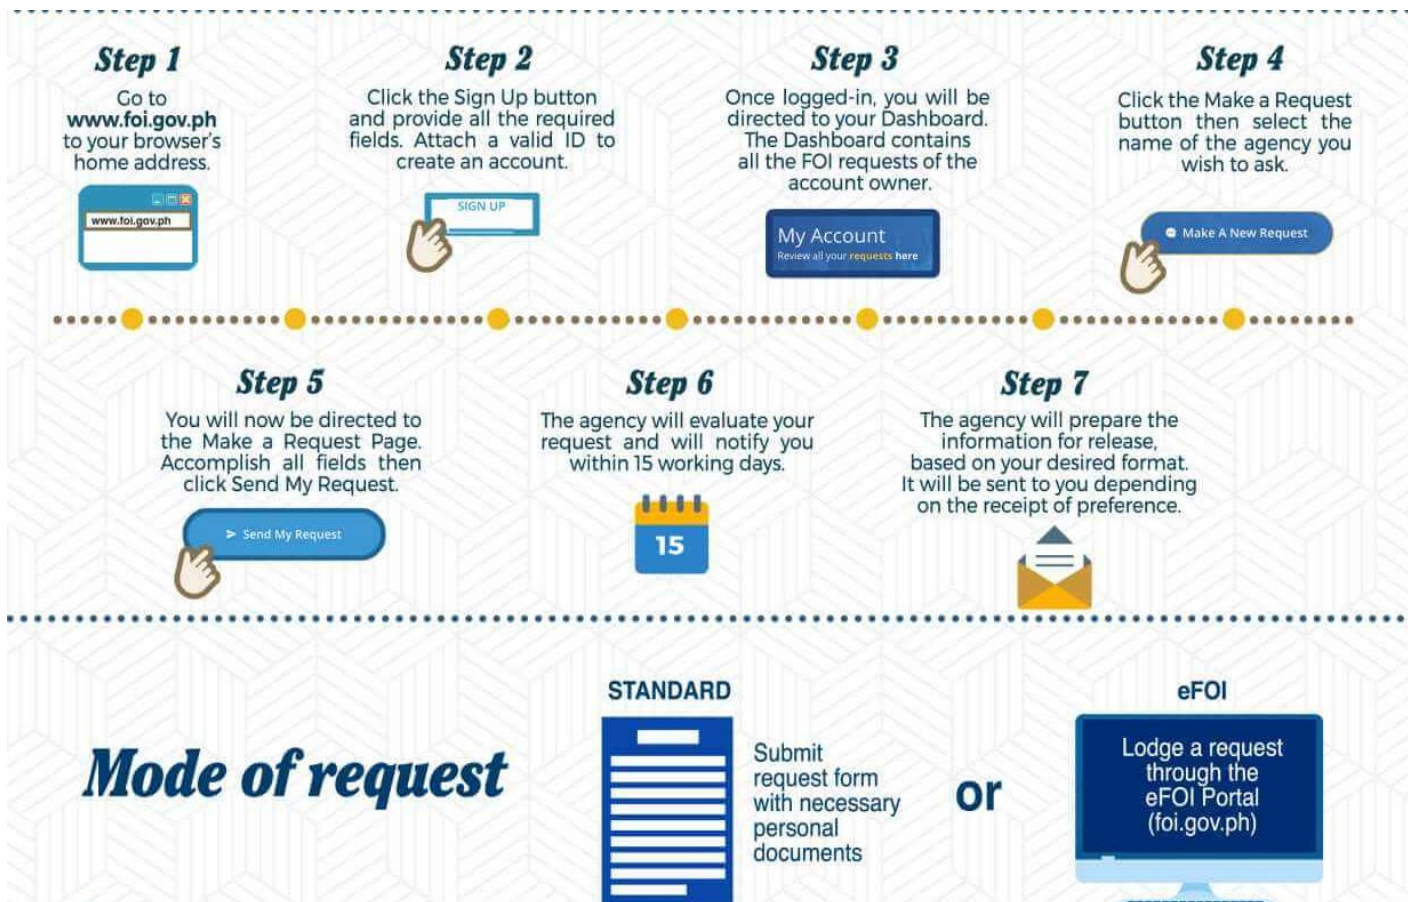 Step 1
Go to
www.foi.gov.ph
to your browser's
home address.
www.foi.gov.ph
Step 2
Click the Sign Up button
and provide all the required
fields. Attach a valid ID to
create an account.
SIGN UP
Step 3
Once logged-in, you will be
directed to your Dashboard.
The Dashboard contains
all the FOI requests of the
account owner.
My Account
Review all your requests here
Step 4
Click the Make a Request
button then select the
name of the agency you
wish to ask.
Make A New Request
Step 5
You will now be directed to
the Make a Request Page.
Accomplish all fields then
click Send My Request.
Send My Request
Step 6
The agency will evaluate your
request and will notify you
within 15 working days.
15
Step 7
The agency will prepare the
information for release,
based on your desired format.
It will be sent to you depending
on the receipt of preference.
Mode of request
STANDARD
Submit
request form
with necessary
personal
documents
or
eFOI
Lodge a request
through the
eFOI Portal
(foi.gov.ph)